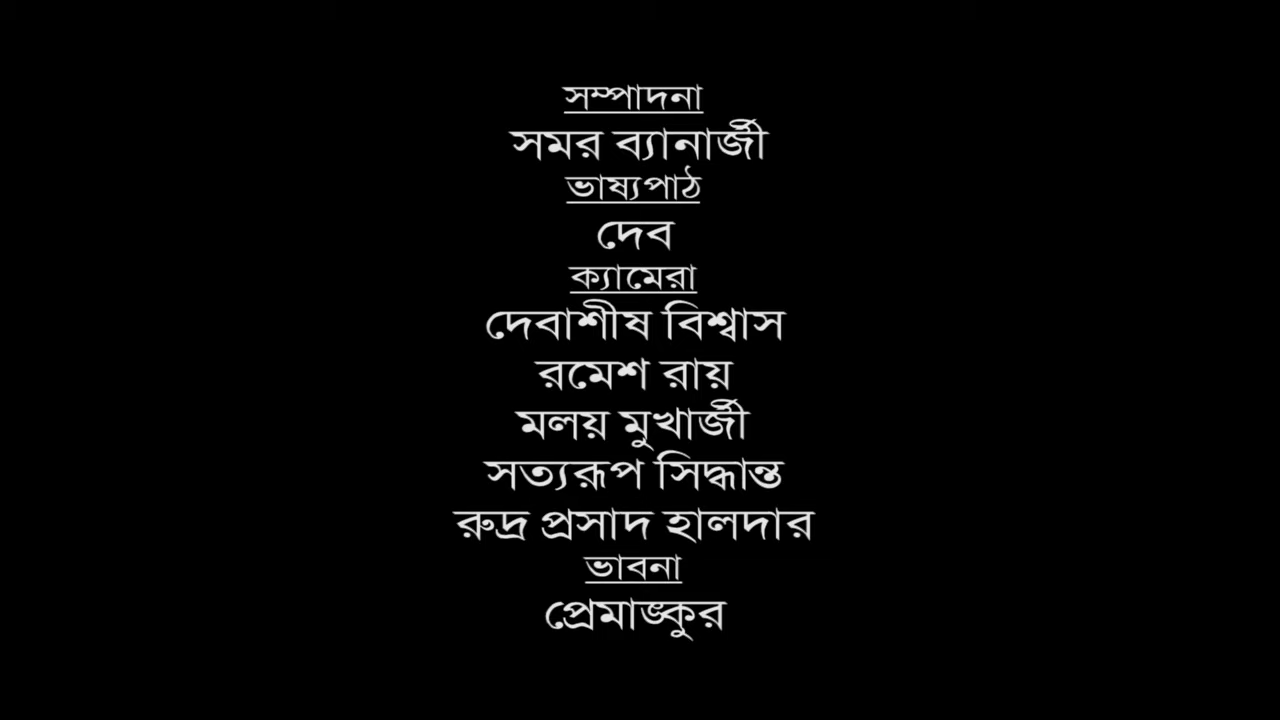 সম্পাদনা
সমর ব্যানার্জী
ভাষ্যপাঠ
দেব
ক্যামেরা
দেবাশীষ বিশ্বাস
রমেশ রায়
মলয় মুখার্জী
সত্যরূপ সিদ্ধান্ত
রুদ্র প্রসাদ হালদার
ভাবনা
প্রেমাঙ্কুর